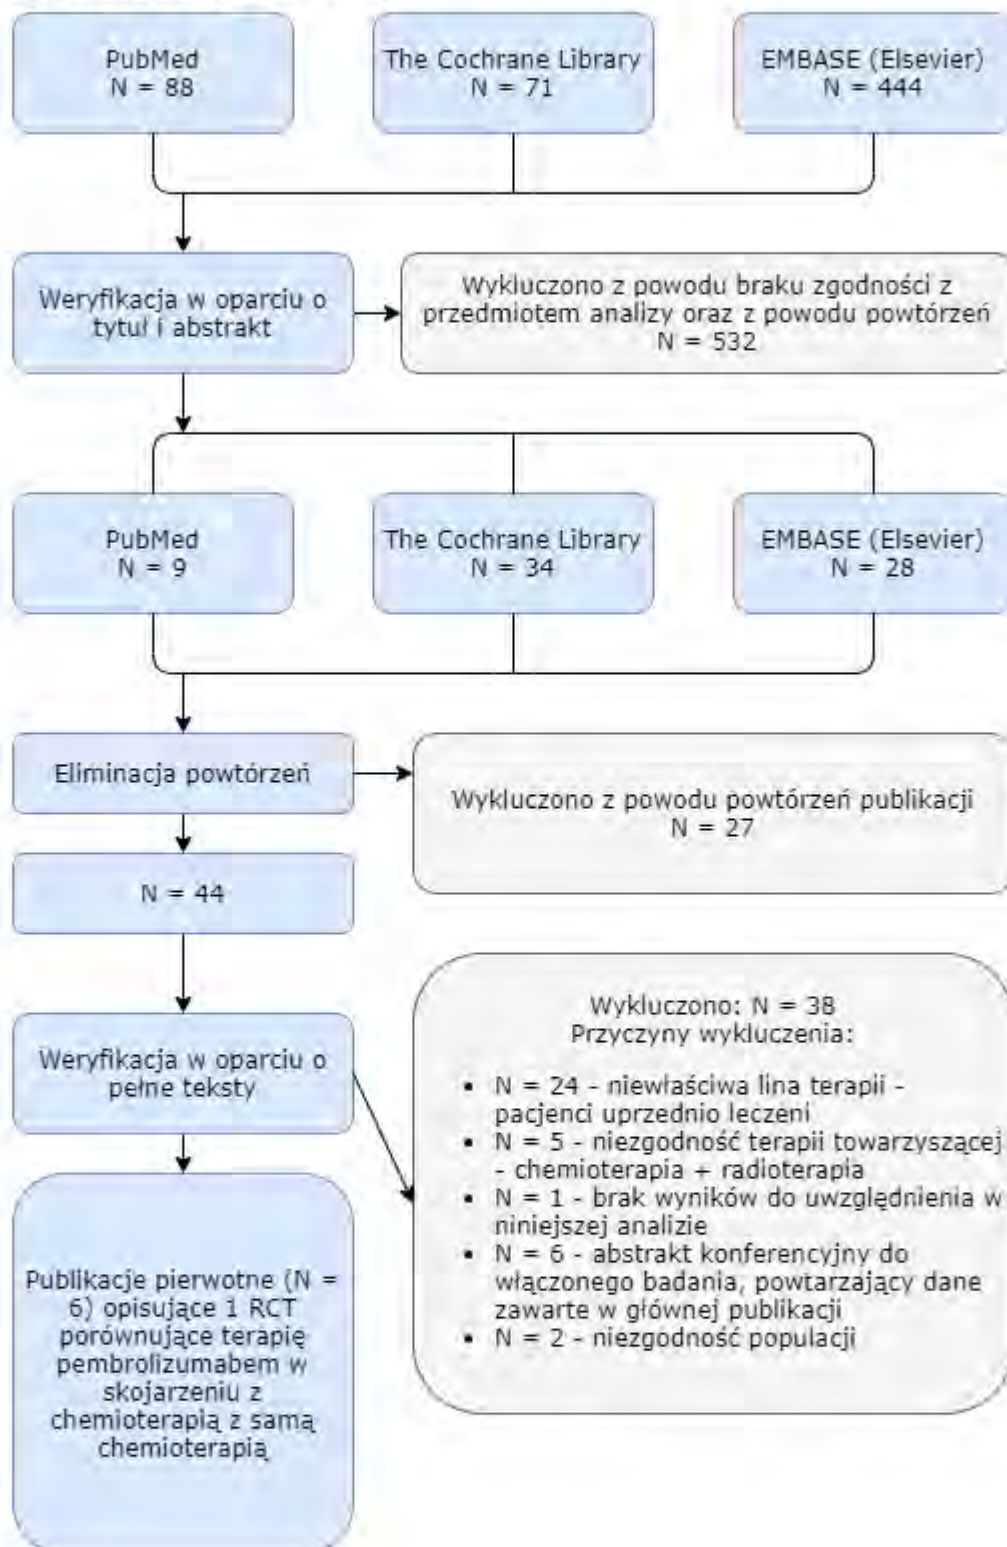 PubMed
N = 88
The Cochrane Library
N = 71
EMBASE (Elsevier)
N = 444
Weryfikacja w oparciu o
tytuł i abstrakt
Wykluczono z powodu braku zgodności z
przedmiotem analizy oraz z powodu powtórzeń
N = 532
PubMed
N = 9
The Cochrane Library
N = 34
EMBASE (Elsevier)
N = 28
Eliminacja powtórzeń
Wykluczono z powodu powtórzeń publikacji
N = 27
N = 44
Weryfikacja w oparciu o
pełne teksty
Wykluczono: N = 38
Przyczyny wykluczenia:
• N = 24 - niewłaściwa lina terapii -
pacjenci uprzednio leczeni
• N = 5 - niezgodność terapii towarzyszącej
- chemioterapia + radioterapia
• N = 1 - brak wyników do uwzględnienia w
niniejszej analizie
• N = 6 - abstrakt konferencyjny do
włączonego badania, powtarzający dane
zawarte w głównej publikacji
• N = 2 - niezgodność populacji
Publikacje pierwotne (N =
6) opisujące 1 RCT
porównujące terapię
pembrolizumabem w
skojarzeniu z
chemioterapią z samą
chemioterapią